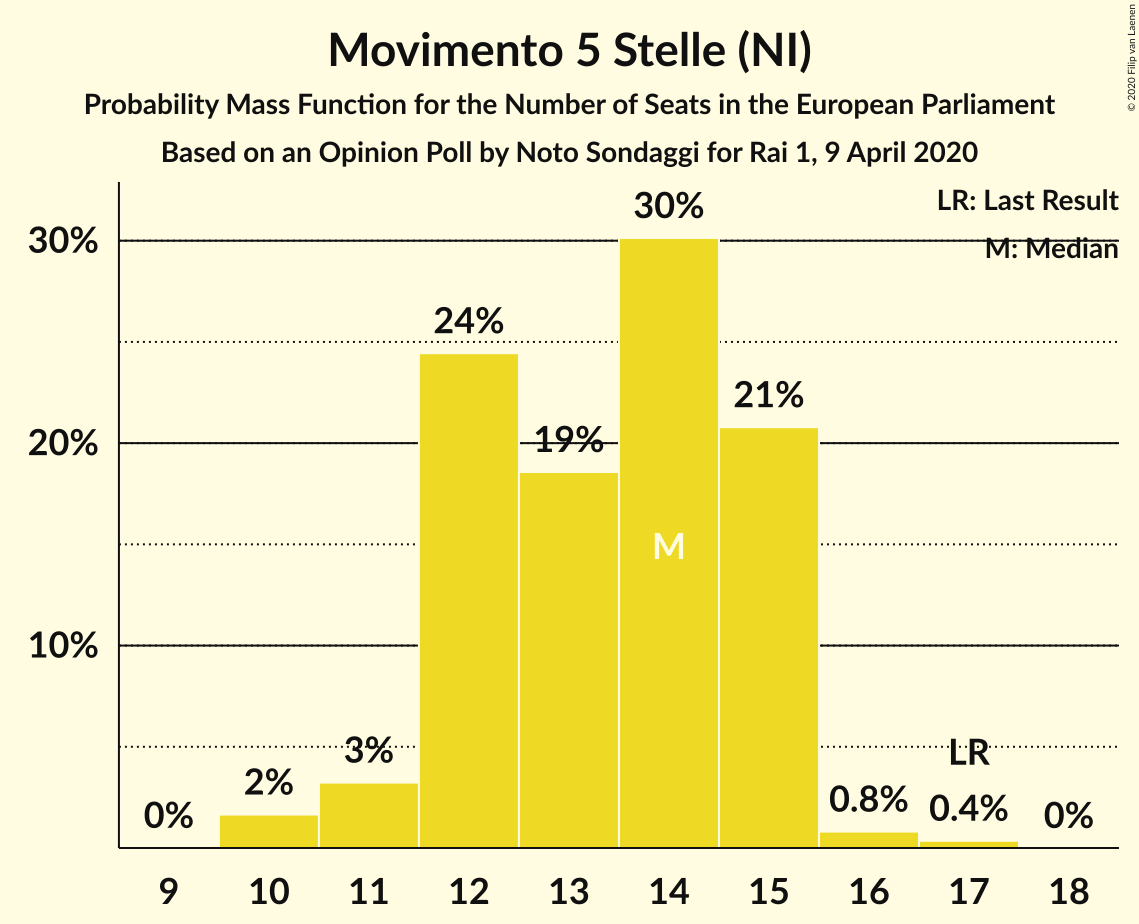 Movimento 5 Stelle (NI)
Probability Mass Function for the Number of Seats in the European Parliament
Based on an Opinion Poll by Noto Sondaggi for Rai 1, 9 April 2020
© 2020 Filip van Laenen
LR: Last Result
M: Median
30%
20%
10%
0%
2%
3%
24%
19%
30%
M
21%
0.8%
LR
0.4%
0%
9 10 11 12 13 14 15 16 17 18